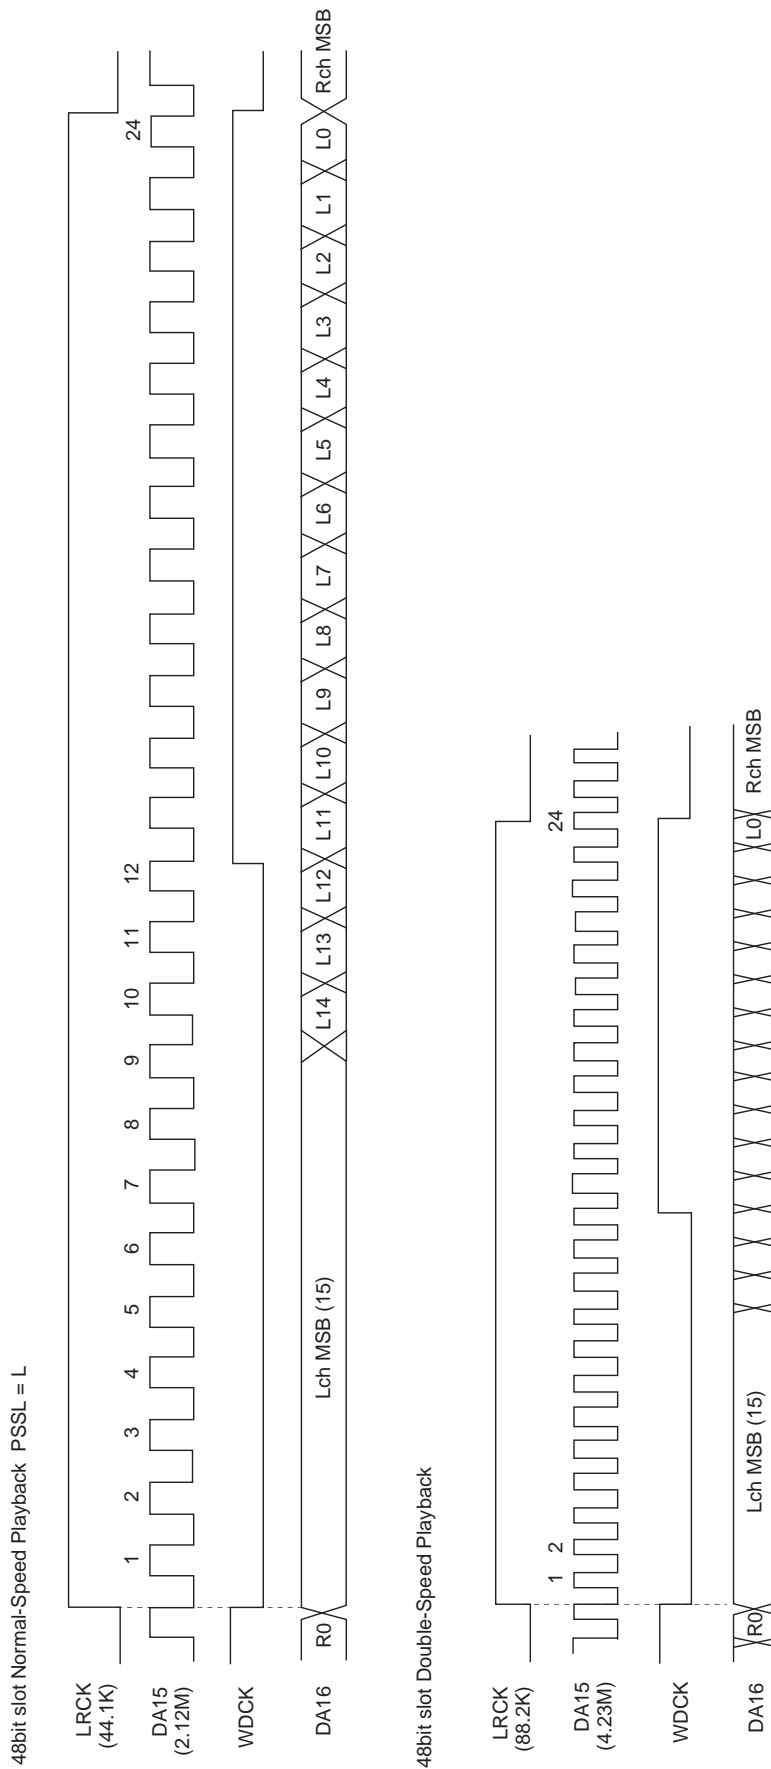 48bit slot Normal-Speed Playback PSSL = L
LRCK
(44.1K)
1 2 3 4 5 6 7 8 9 10 11 12 24
DA15
(2.12M)
WDCK
DA16
R0 Lch MSB (15) L14 L13 L12 L11 L10 L9 L8 L7 L6 L5 L4 L3 L2 L1 L0 Rch MSB
48bit slot Double-Speed Playback
LRCK
(88.2K)
1 2 24
DA15
(4.23M)
WDCK
DA16
R0 Lch MSB (15) L0 Rch MSB